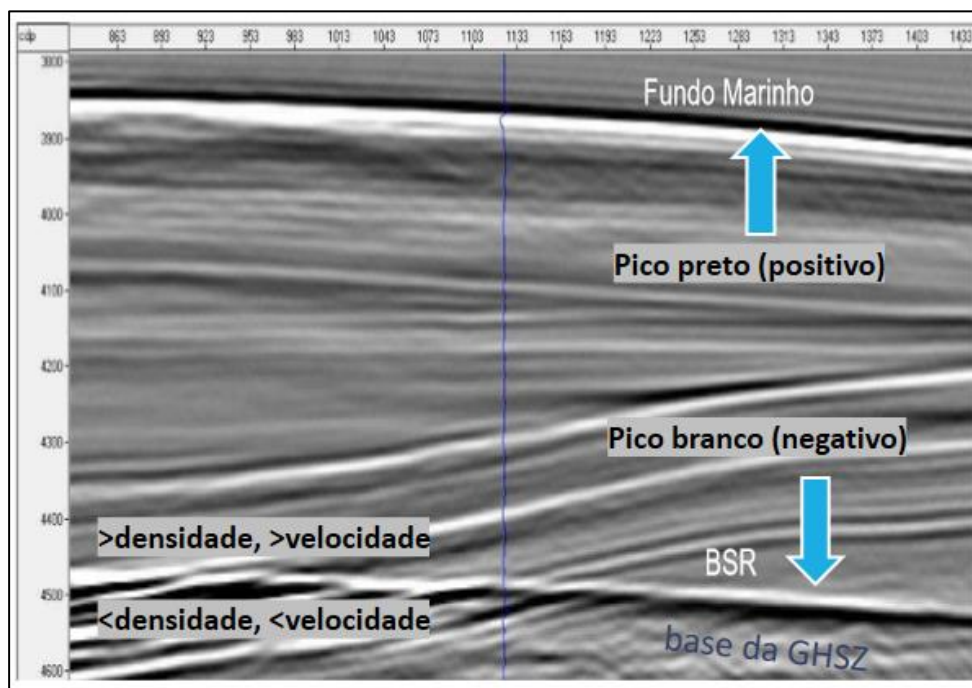 cdp 863 893 923 953 983 1013 1043 1073 1103 1133 1163 1193 1223 1253 1283 1313 1343 1373 1403 1433
3800
Fundo Marinho
3900
4000
Pico preto (positivo)
4100
4200
4300
Pico branco (negativo)
4400
>densidade, >velocidade
BSR
4500
<densidade, <velocidade
base da GHSZ
4600